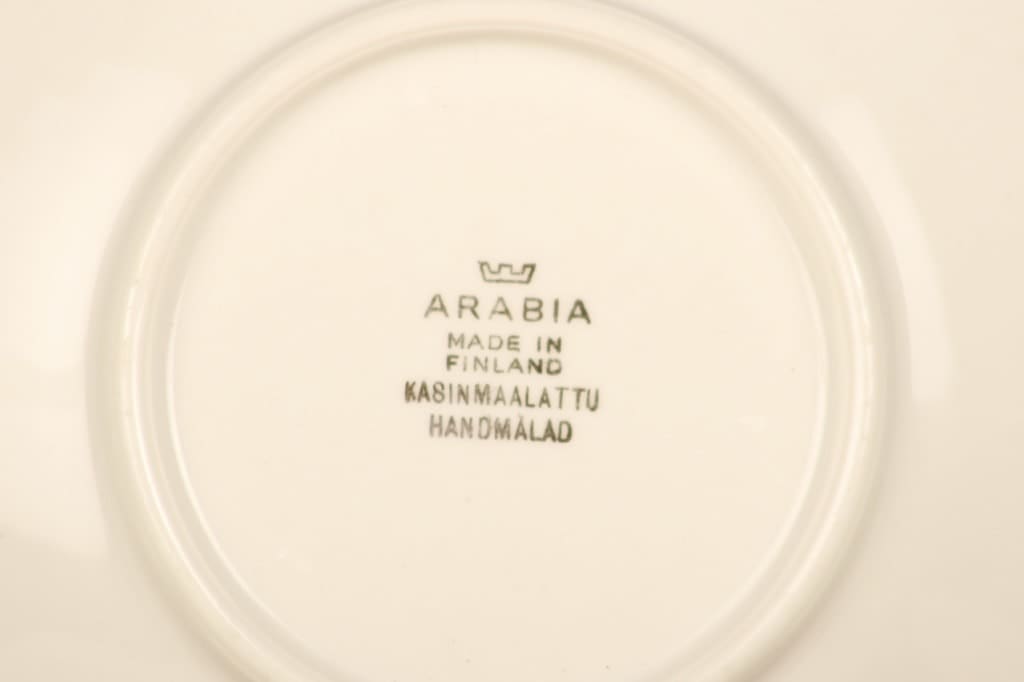 ARABIA
MADE IN
FINLAND
KASINMAALATTU
HANDMÅLAD